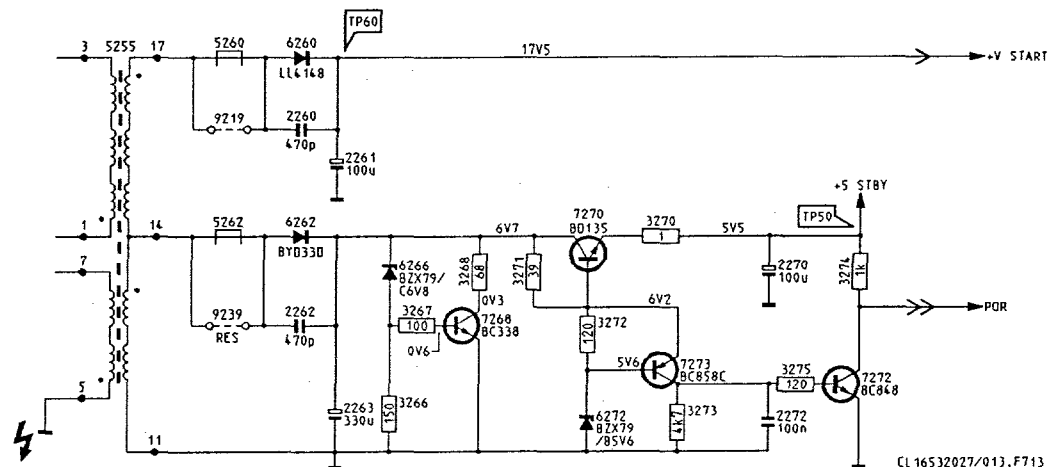 TP60
3 5255 17
5260
6260
LL4148
17V5
+V START
9219
2260
470p
2261
100u
+5 STBY
TP50
1
14
5262
6262
BYD33D
6V7
7270
BD135
3270
1
5V5
7
6266
BZX79/
C6V8
3268
68
3271
39
2270
100u
3274
1k
0V3
6V2
9239
RES
2262
470p
3267
100
7268
BC338
0V6
3272
120
POR
5V6
7273
BC858C
3275
120
7272
BC848
5
2263
330u
3266
150
6272
BZX79
/B5V6
3273
4k7
2272
100n
11
CL16532027/013.F713